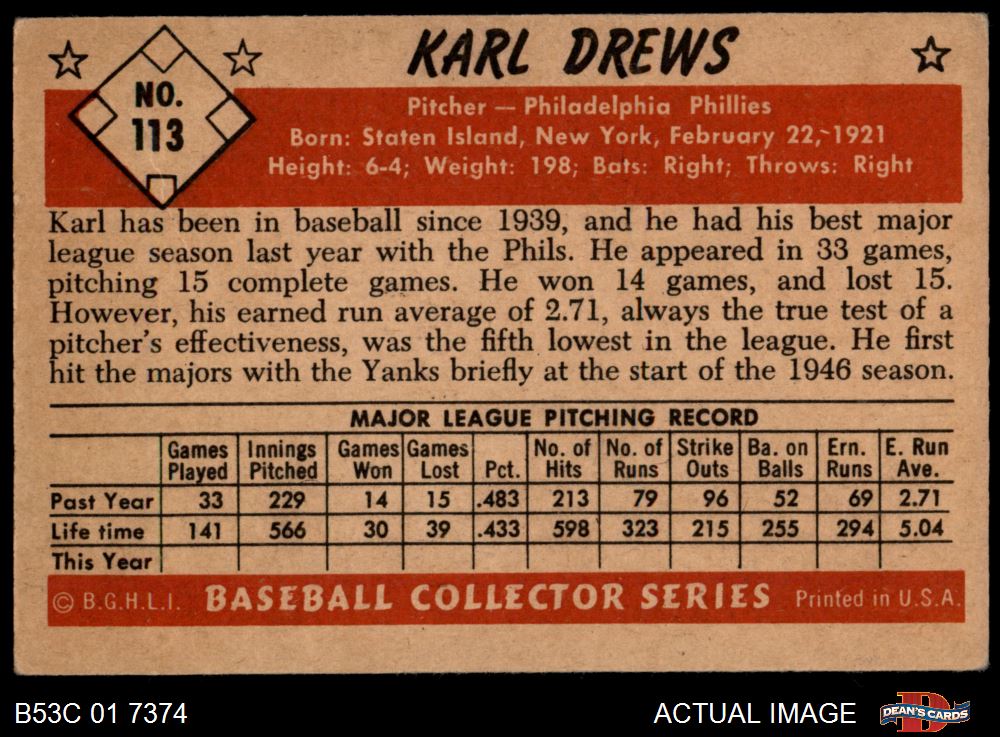 KARL DREWS
NO.
113
Pitcher — Philadelphia Phillies
Born: Staten Island, New York, February 22, 1921
Height: 6-4; Weight: 198; Bats: Right; Throws: Right
Karl has been in baseball since 1939, and he had his best major
league season last year with the Phils. He appeared in 33 games,
pitching 15 complete games. He won 14 games, and lost 15.
However, his earned run average of 2.71, always the true test of a
pitcher's effectiveness, was the fifth lowest in the league. He first
hit the majors with the Yanks briefly at the start of the 1946 season.
MAJOR LEAGUE PITCHING RECORD
Games Played Innings Pitched Games Won Games Lost Pct. No. of Hits No. of Runs Strike Outs Ba. on Balls Ern. Runs E. Run Ave.
Past Year 33 229 14 15 .483 213 79 96 52 69 2.71
Life time 141 566 30 39 .433 598 323 215 255 294 5.04
This Year
© B.G.H.L.I. BASEBALL COLLECTOR SERIES Printed in U.S.A.
B53C 01 7374 ACTUAL IMAGE DEAN'S CARDS